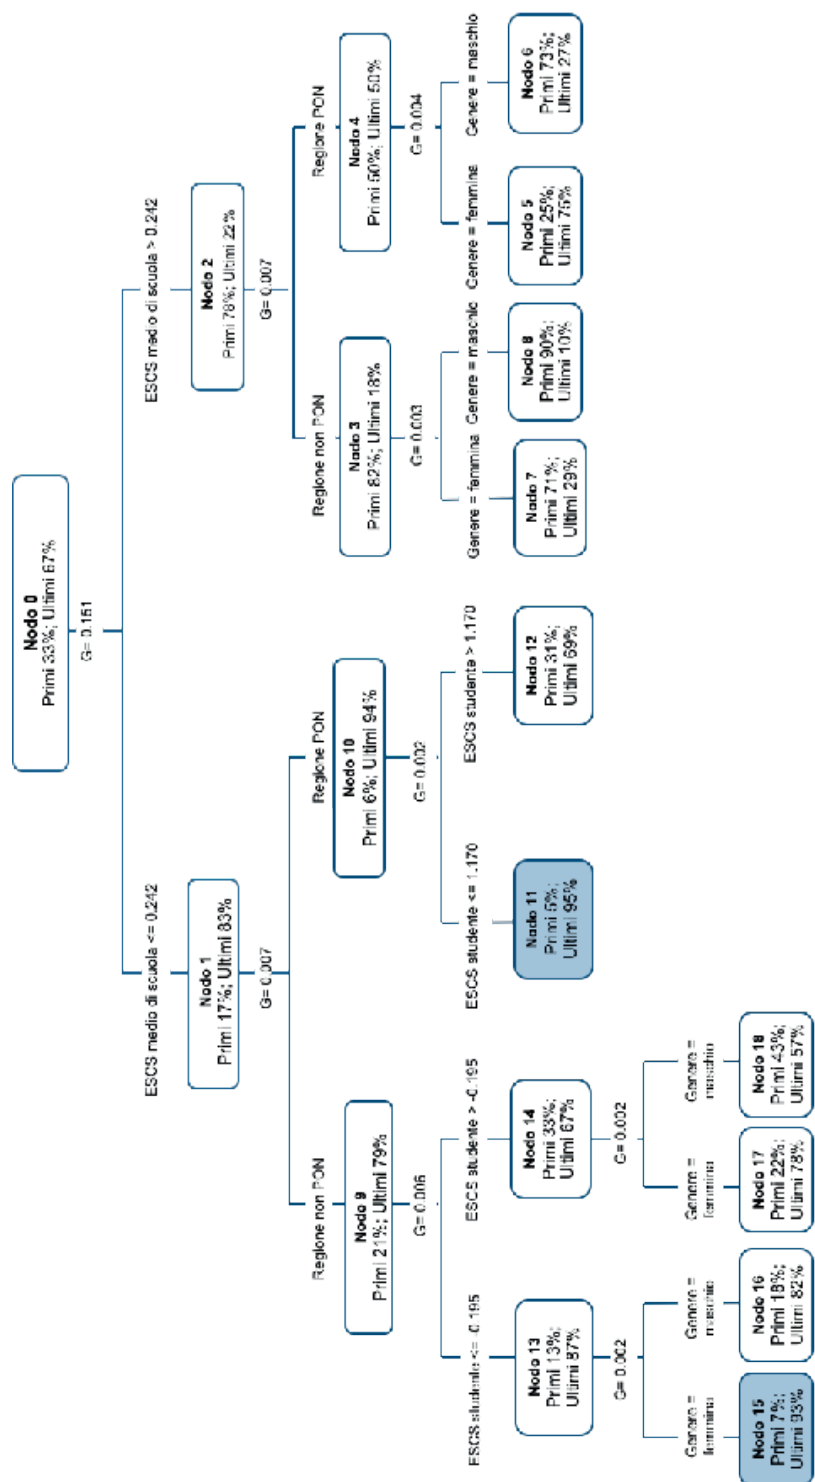 Nodo 0
Primi 33%; Ultimi 67%
G= 0.151
ESCS medio di scuola <= 0.242
ESCS medio di scuola > 0.242
Nodo 1
Primi 17%; Ultimi 83%
G= 0.007
Nodo 2
Primi 78%; Ultimi 22%
G= 0.007
Regione non PON
Regione PON
Regione non PON
Regione PON
Nodo 9
Primi 21%; Ultimi 79%
G= 0.006
Nodo 10
Primi 6%; Ultimi 94%
G= 0.002
Nodo 3
Primi 82%; Ultimi 18%
G= 0.003
Nodo 4
Primi 50%; Ultimi 50%
G= 0.004
ESCS studente <= -0.195
ESCS studente > -0.195
ESCS studente <= 1.170
ESCS studente > 1.170
Genere = femmina
Genere = maschio
Genere = femmina
Genere = maschio
Nodo 13
Primi 13%;
Ultimi 87%
G= 0.002
Nodo 14
Primi 33%;
Ultimi 67%
G= 0.002
Nodo 11
Primi 5%;
Ultimi 95%
Nodo 12
Primi 31%;
Ultimi 69%
Nodo 7
Primi 71%;
Ultimi 29%
Nodo 8
Primi 90%;
Ultimi 10%
Nodo 5
Primi 25%;
Ultimi 75%
Nodo 6
Primi 73%;
Ultimi 27%
Genere =
femmina
Genere =
maschio
Genere =
femmina
Genere =
maschio
Nodo 15
Primi 7%;
Ultimi 93%
Nodo 16
Primi 18%;
Ultimi 82%
Nodo 17
Primi 22%;
Ultimi 78%
Nodo 18
Primi 43%;
Ultimi 57%